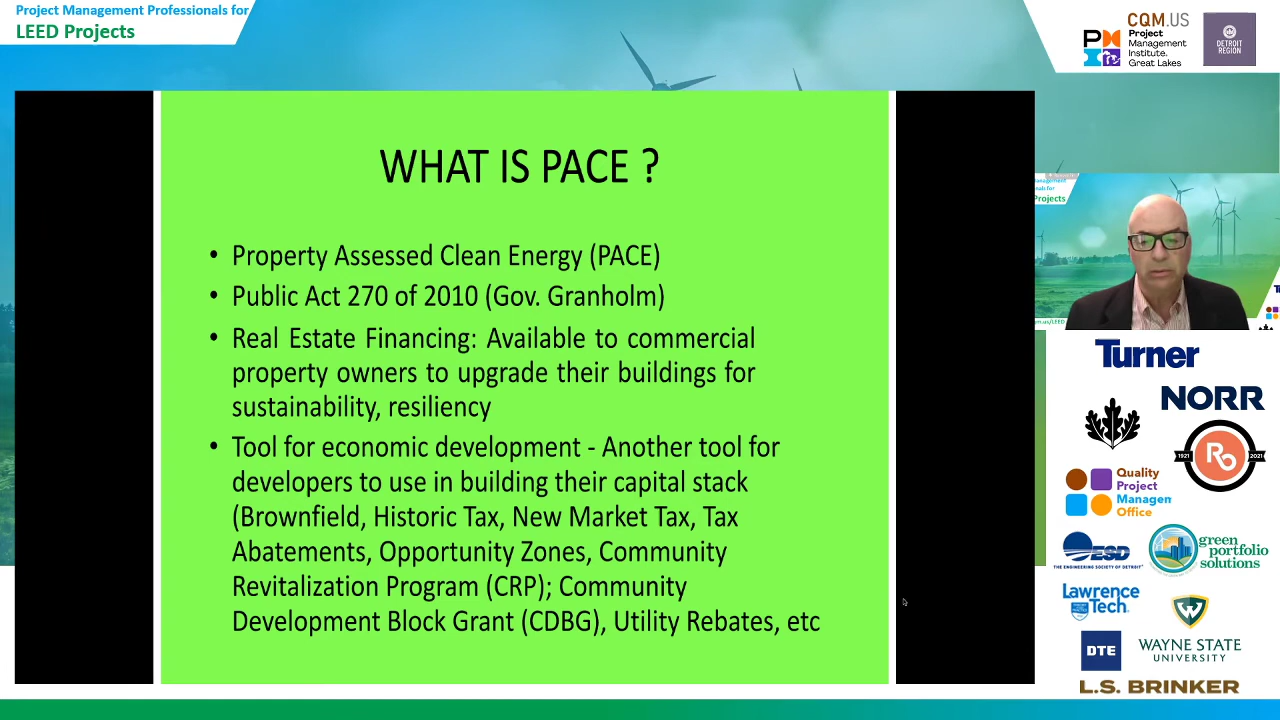 Project Management Professionals for
LEED Projects
CQM.US
PM
Project
Management
Institute.
Great Lakes
DETROIT
REGION
WHAT IS PACE ?
• Property Assessed Clean Energy (PACE)
• Public Act 270 of 2010 (Gov. Granholm)
• Real Estate Financing: Available to commercial
property owners to upgrade their buildings for
sustainability, resiliency
• Tool for economic development - Another tool for
developers to use in building their capital stack
(Brownfield, Historic Tax, New Market Tax, Tax
Abatements, Opportunity Zones, Community
Revitalization Program (CRP); Community
Development Block Grant (CDBG), Utility Rebates, etc
Projects
Turner
NORR
1921
Ro
2021
Quality
Project
Managen
Office
ESD
THE ENGINEERING SOCIETY OF DETROIT
green
portfolio
solutions
Lawrence
Tech
W
DTE
WAYNE STATE
UNIVERSITY
L.S. BRINKER